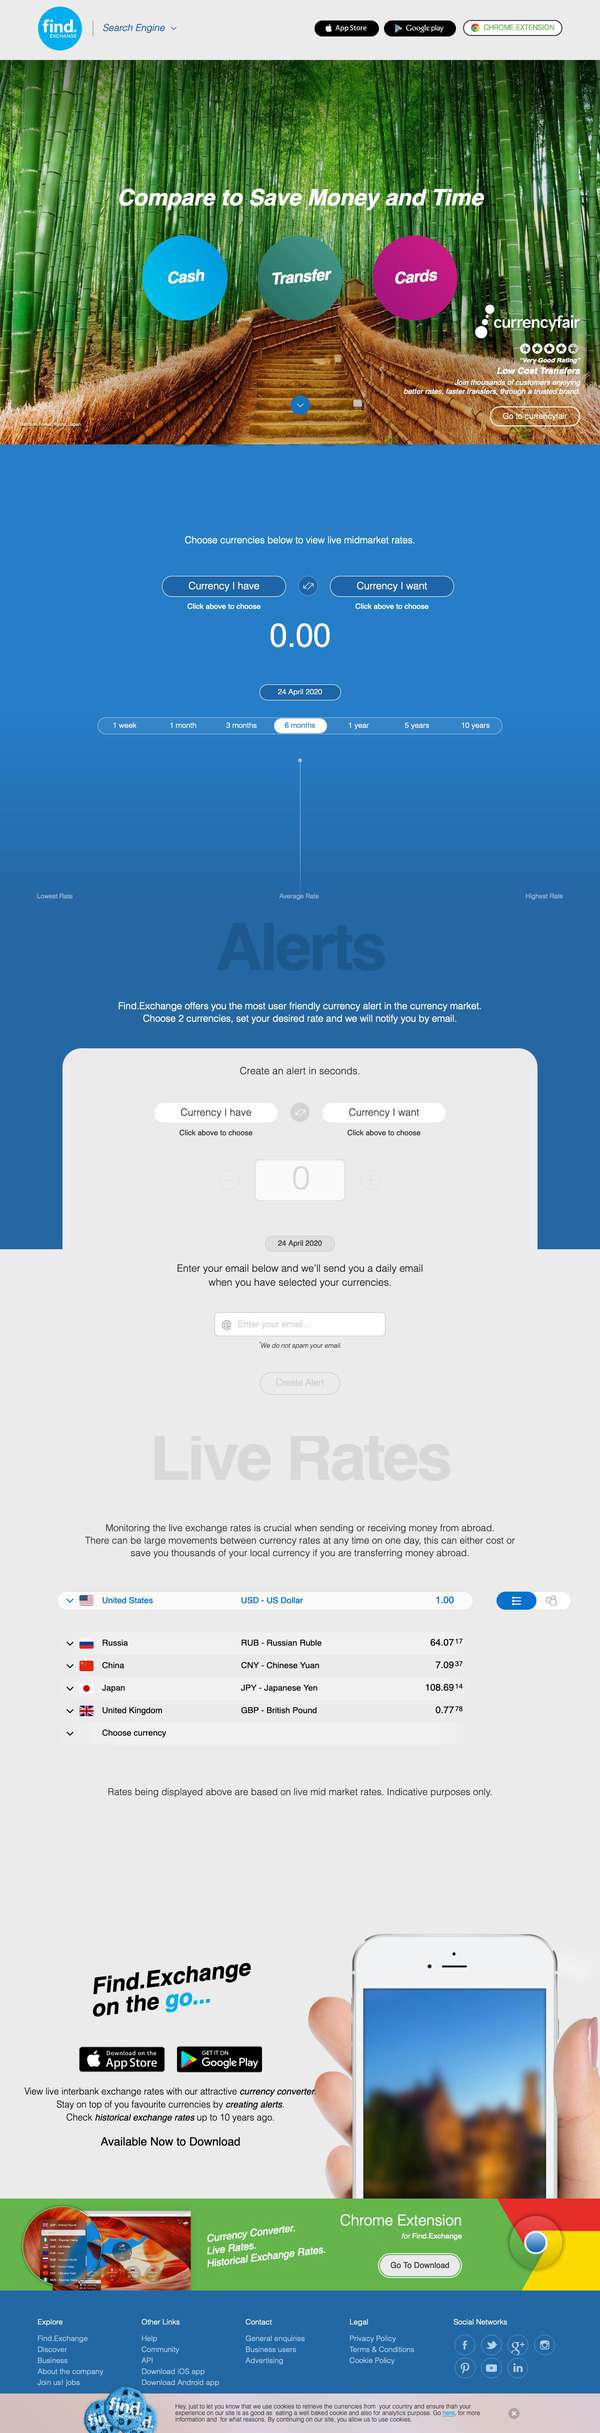 find.
EXCHANGE
Search Engine
App Store
Google play
CHROME EXTENSION
Compare to Save Money and Time
Cash
Transfer
Cards
currencyfair
"Very Good Rating"
Low Cost Transfers
Join thousands of customers enjoying
better rates, faster transfers, through a trusted brand.
Go to currencyfair
Choose currencies below to view live midmarket rates.
Currency I have
Currency I want
Click above to choose
Click above to choose
0.00
24 April 2020
1 week
1 month
3 months
6 months
1 year
5 years
10 years
Lowest Rate
Average Rate
Highest Rate
Alerts
Find.Exchange offers you the most user friendly currency alert in the currency market.
Choose 2 currencies, set your desired rate and we will notify you by email.
Create an alert in seconds.
Currency I have
Currency I want
Click above to choose
Click above to choose
− 0 +
24 April 2020
Enter your email below and we'll send you a daily email
when you have selected your currencies.
@ Enter your email...
*We do not spam your email.
Create Alert
Live Rates
Monitoring the live exchange rates is crucial when sending or receiving money from abroad.
There can be large movements between currency rates at any time on one day, this can either cost or
save you thousands of your local currency if you are transferring money abroad.
United States USD - US Dollar 1.00
Russia RUB - Russian Ruble 64.0717
China CNY - Chinese Yuan 7.0937
Japan JPY - Japanese Yen 108.6914
United Kingdom GBP - British Pound 0.7778
Choose currency
Rates being displayed above are based on live mid market rates. Indicative purposes only.
Find.Exchange
on the go...
Download on the
App Store
GET IT ON
Google Play
View live interbank exchange rates with our attractive currency converter.
Stay on top of you favourite currencies by creating alerts.
Check historical exchange rates up to 10 years ago.
Available Now to Download
Currency Converter.
Live Rates.
Historical Exchange Rates.
Chrome Extension
for Find.Exchange
Go To Download
Explore
Find.Exchange
Discover
Business
About the company
Join us! jobs
Other Links
Help
Community
API
Download iOS app
Download Android app
Contact
General enquiries
Business users
Advertising
Legal
Privacy Policy
Terms & Conditions
Cookie Policy
Social Networks
find.
Hey, just to let you know that we use cookies to retrieve the currencies from your country and ensure than your
experience on our site is as good as eating a well baked cookie and also for analytics purpose. Go here, for more
information and for what reasons. By continuing on our site, you allow us to use cookies.